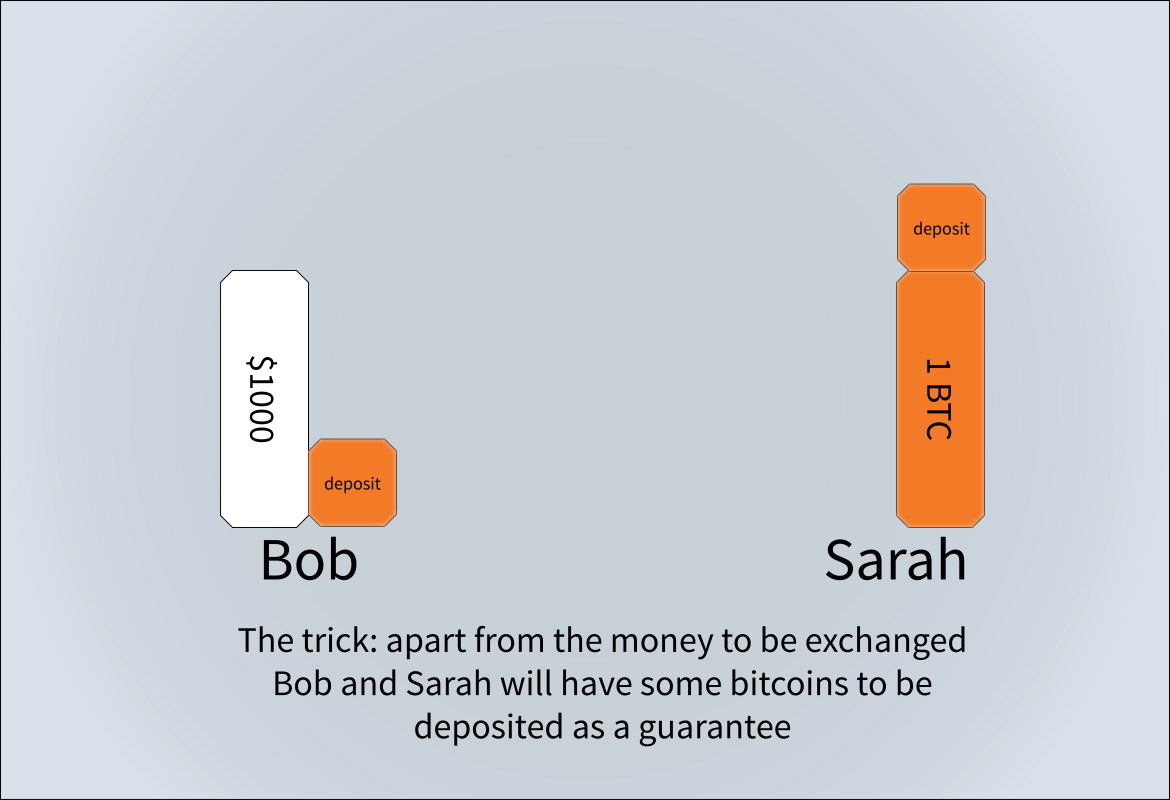 deposit
$1000
1 BTC
deposit
Bob
Sarah
The trick: apart from the money to be exchanged
Bob and Sarah will have some bitcoins to be
deposited as a guarantee